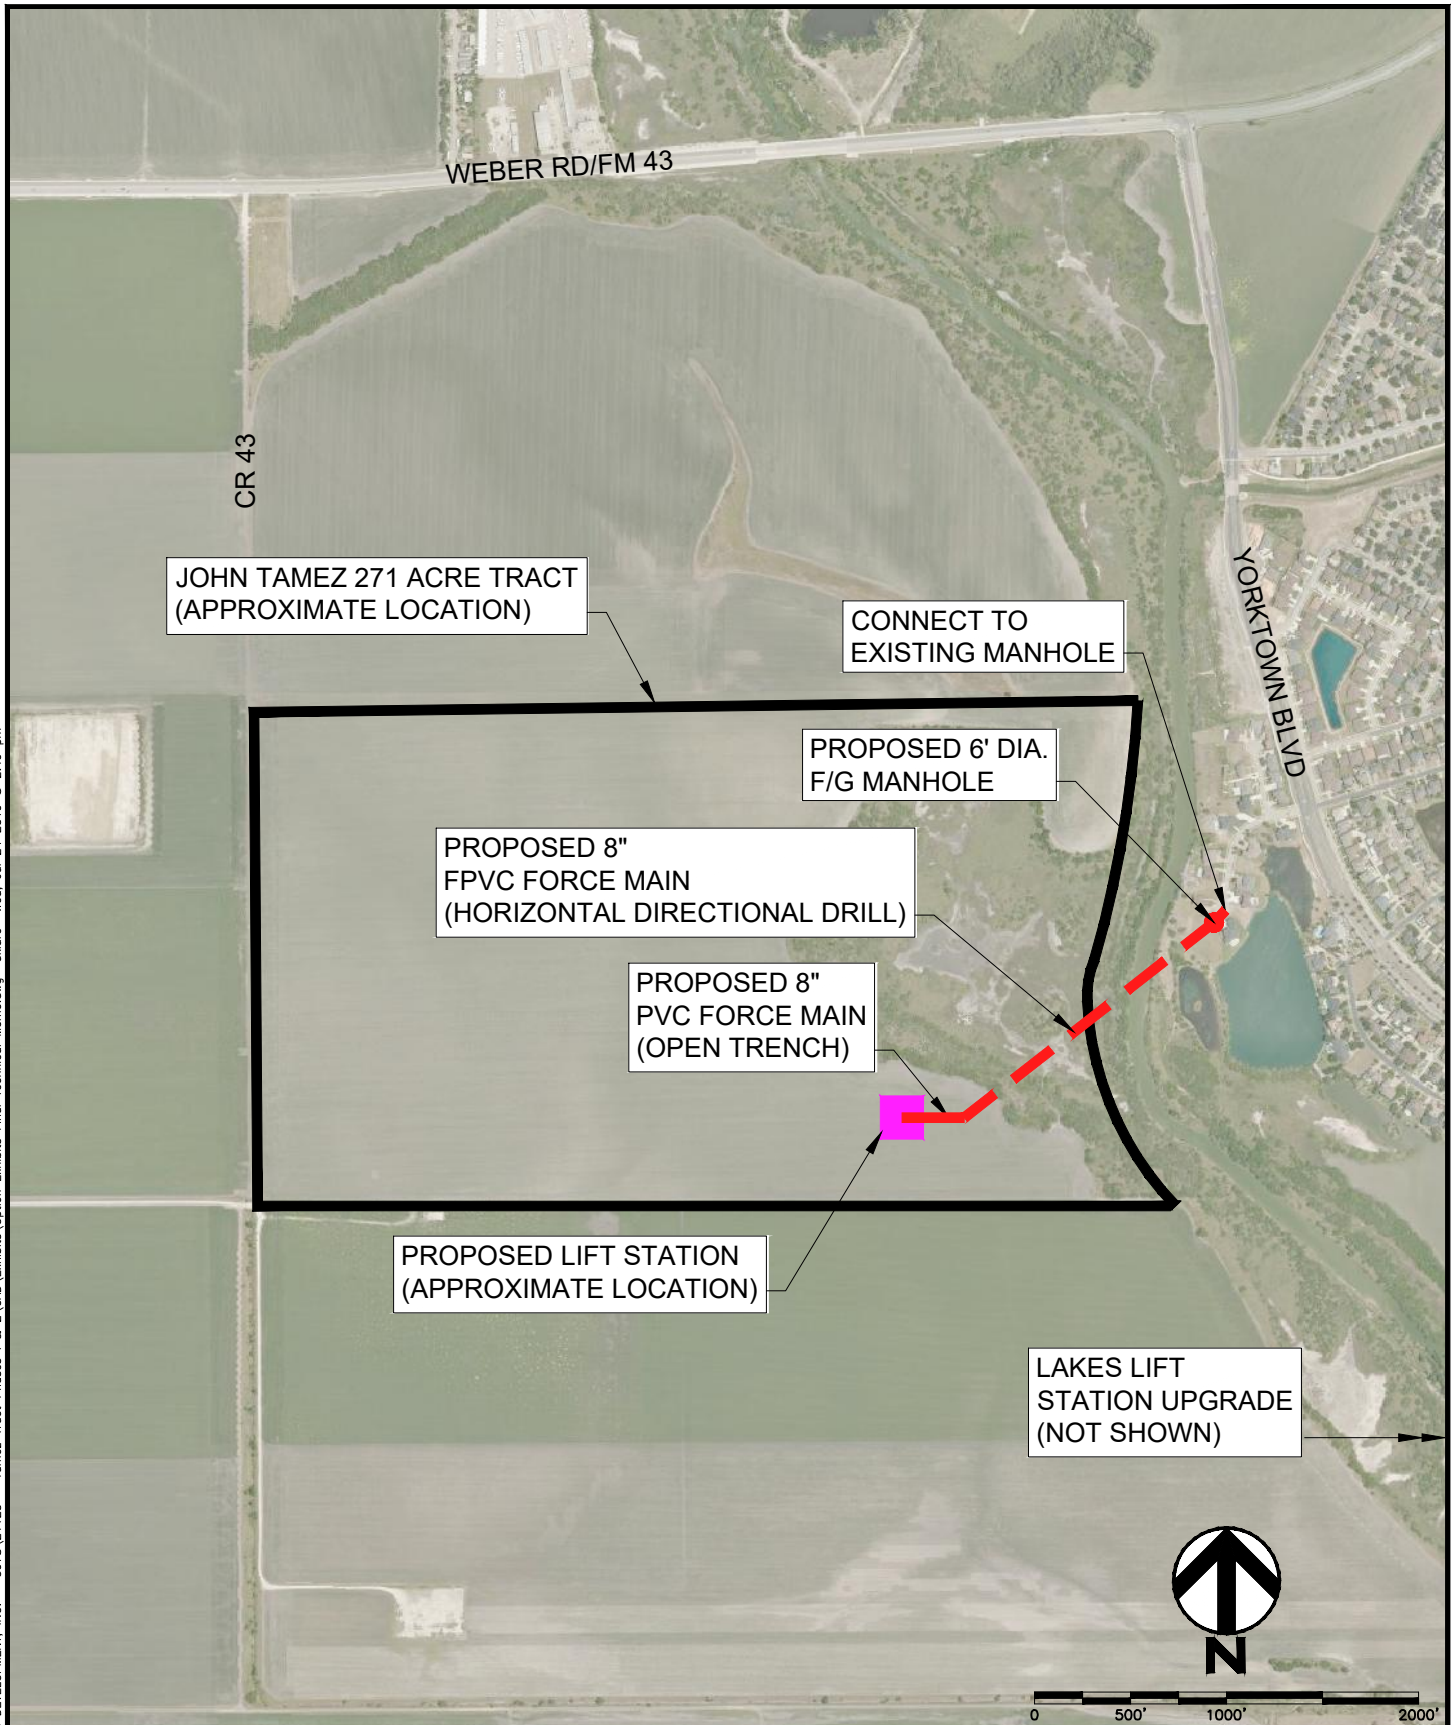 WEBER RD/FM 43
CR 43
JOHN TAMEZ 271 ACRE TRACT
(APPROXIMATE LOCATION)
CONNECT TO
EXISTING MANHOLE
YORKTOWN BLVD
PROPOSED 6' DIA.
F/G MANHOLE
PROPOSED 8"
FPVC FORCE MAIN
(HORIZONTAL DIRECTIONAL DRILL)
PROPOSED 8"
PVC FORCE MAIN
(OPEN TRENCH)
PROPOSED LIFT STATION
(APPROXIMATE LOCATION)
LAKES LIFT
STATION UPGRADE
(NOT SHOWN)
N
0 500' 1000' 2000'